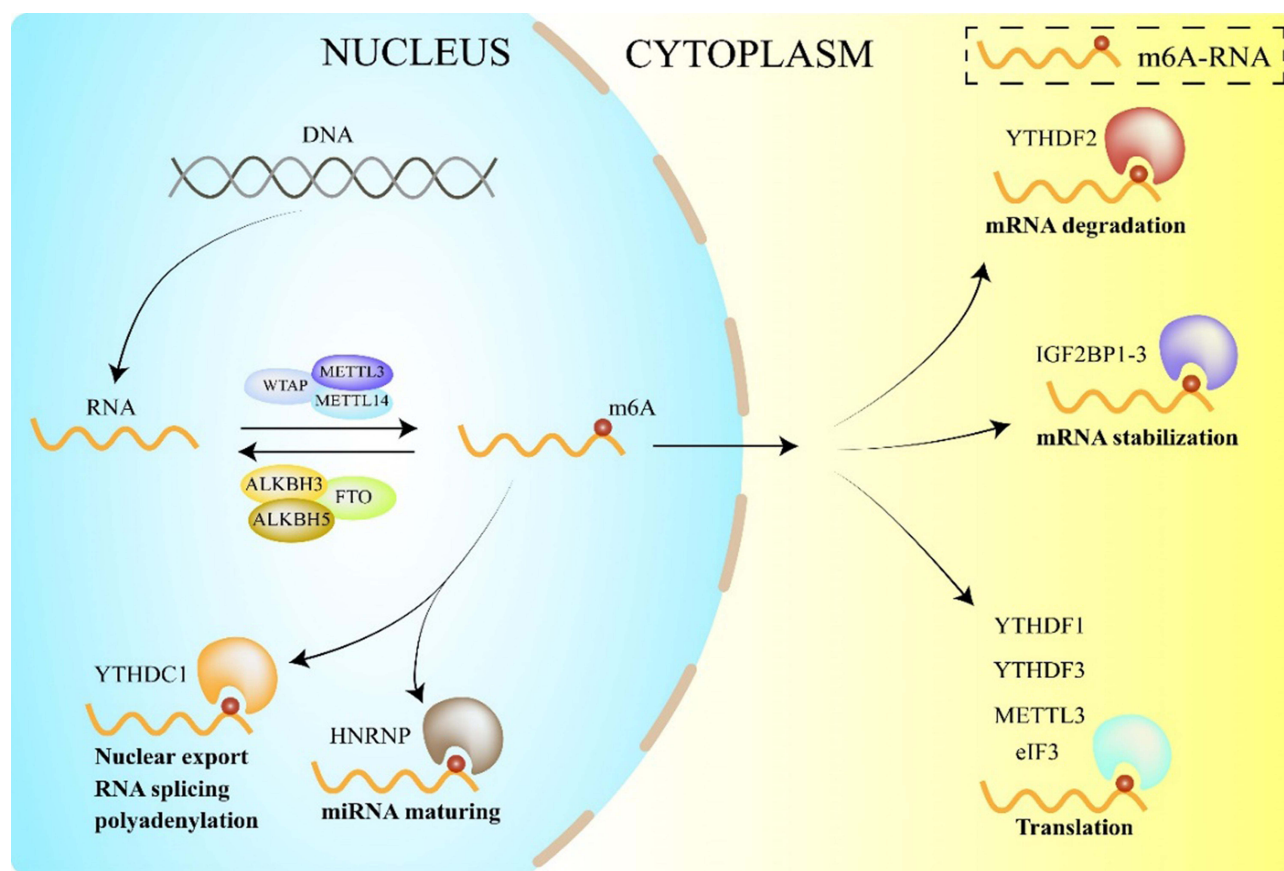 NUCLEUS
CYTOPLASM
m6A-RNA
DNA
YTHDF2
mRNA degradation
IGF2BP1-3
mRNA stabilization
WTAP
METTL3
METTL14
RNA
m6A
ALKBH3
FTO
ALKBH5
YTHDF1
YTHDF3
METTL3
eIF3
Translation
YTHDC1
Nuclear export
RNA splicing
polyadenylation
HNRNP
miRNA maturing